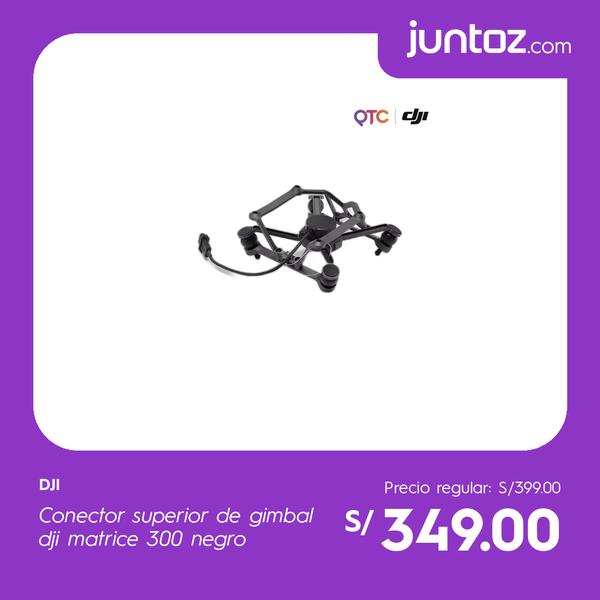 juntoz.com
QTC | dji
DJI
Conector superior de gimbal
dji matrice 300 negro
Precio regular: S/399.00
S/ 349.00